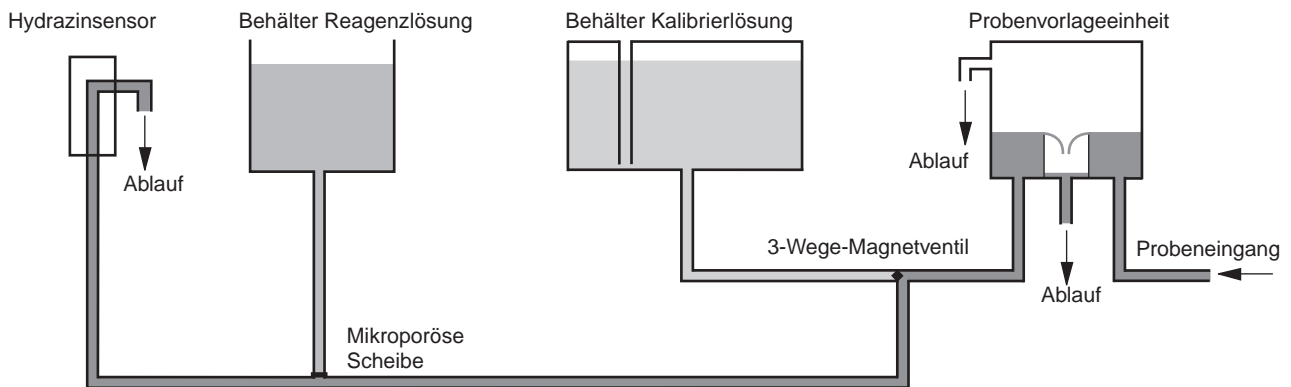 Hydrazinsensor
Behälter Reagenzlösung
Behälter Kalibrierlösung
Probenvorlageeinheit
Ablauf
Ablauf
3-Wege-Magnetventil
Probeneingang
Ablauf
Mikroporöse
Scheibe